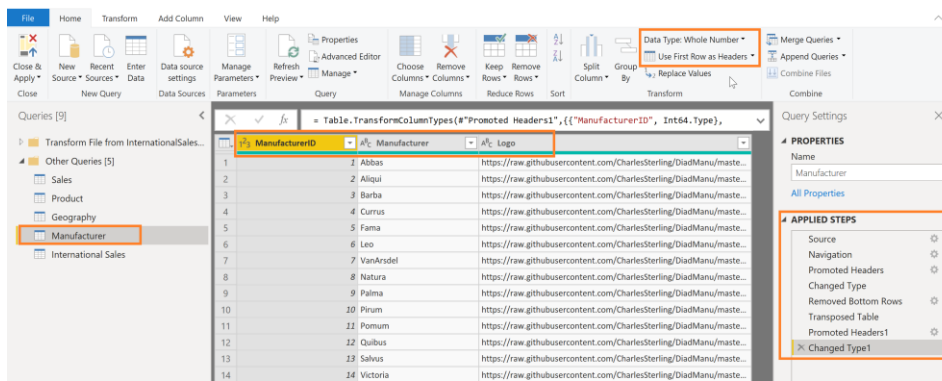 File Home Transform Add Column View Help
Close & Apply
New Source
Recent Sources
Enter Data
Data source settings
Manage Parameters
Refresh Preview
Properties
Advanced Editor
Manage
Choose Columns
Remove Columns
Keep Rows
Remove Rows
Split Column
Group By
Data Type: Whole Number
Use First Row as Headers
Replace Values
Merge Queries
Append Queries
Combine Files
Close New Query Data Sources Parameters Query Manage Columns Reduce Rows Sort Transform Combine
Queries [9]
Transform File from InternationalSales...
Other Queries [5]
Sales
Product
Geography
Manufacturer
International Sales
fx = Table.TransformColumnTypes(#"Promoted Headers1",{{"ManufacturerID", Int64.Type},
ManufacturerID Manufacturer Logo
1 1 Abbas https://raw.githubusercontent.com/CharlesSterling/DiadManu/maste...
2 2 Aliqui https://raw.githubusercontent.com/CharlesSterling/DiadManu/maste...
3 3 Barba https://raw.githubusercontent.com/CharlesSterling/DiadManu/maste...
4 4 Currus https://raw.githubusercontent.com/CharlesSterling/DiadManu/maste...
5 5 Fama https://raw.githubusercontent.com/CharlesSterling/DiadManu/maste...
6 6 Leo https://raw.githubusercontent.com/CharlesSterling/DiadManu/maste...
7 7 VanArsdel https://raw.githubusercontent.com/CharlesSterling/DiadManu/maste...
8 8 Natura https://raw.githubusercontent.com/CharlesSterling/DiadManu/maste...
9 9 Palma https://raw.githubusercontent.com/CharlesSterling/DiadManu/maste...
10 10 Pirum https://raw.githubusercontent.com/CharlesSterling/DiadManu/maste...
11 11 Pomum https://raw.githubusercontent.com/CharlesSterling/DiadManu/maste...
12 12 Quibus https://raw.githubusercontent.com/CharlesSterling/DiadManu/maste...
13 13 Salvus https://raw.githubusercontent.com/CharlesSterling/DiadManu/maste...
14 14 Victoria https://raw.githubusercontent.com/CharlesSterling/DiadManu/maste...
Query Settings
PROPERTIES
Name
Manufacturer
All Properties
APPLIED STEPS
Source
Navigation
Promoted Headers
Changed Type
Removed Bottom Rows
Transposed Table
Promoted Headers1
Changed Type1